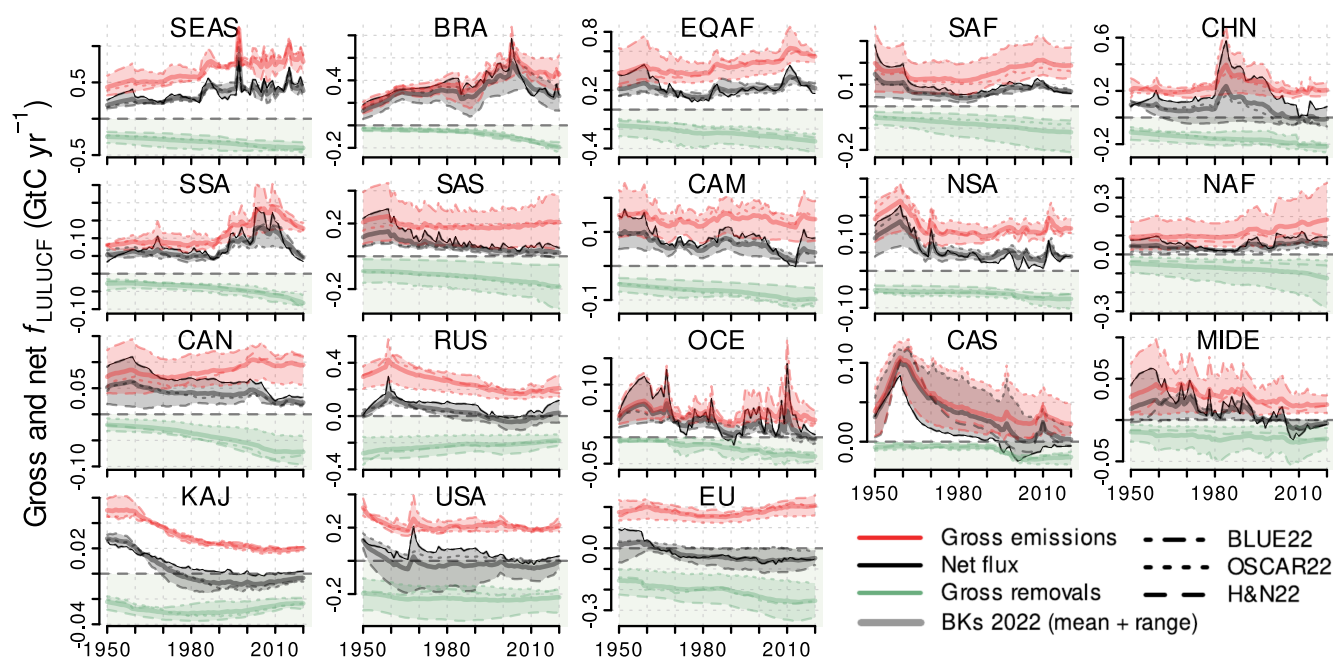 Gross and net fLULUCF (GtC yr−1)
SEAS BRA EQAF SAF CHN
0.5 -0.5
0.4 -0.2
0.8 0.2 -0.4
0.1 -0.2
0.6 0.2 -0.2
SSA SAS CAM NSA NAF
0.10 -0.10
0.2 -0.2
0.1 -0.1
0.10 -0.10
0.3 0.0 -0.3
CAN RUS OCE CAS MIDE
0.05 -0.10
0.4 0.0 -0.4
0.10 -0.05
0.10 0.00
0.05 -0.05
1950 1980 2010 1950 1980 2010
KAJ USA EU
0.02 -0.04
0.2 -0.2
0.0 -0.3
1950 1980 2010 1950 1980 2010 1950 1980 2010
Gross emissions
Net flux
Gross removals
BKs 2022 (mean + range)
BLUE22
OSCAR22
H&N22